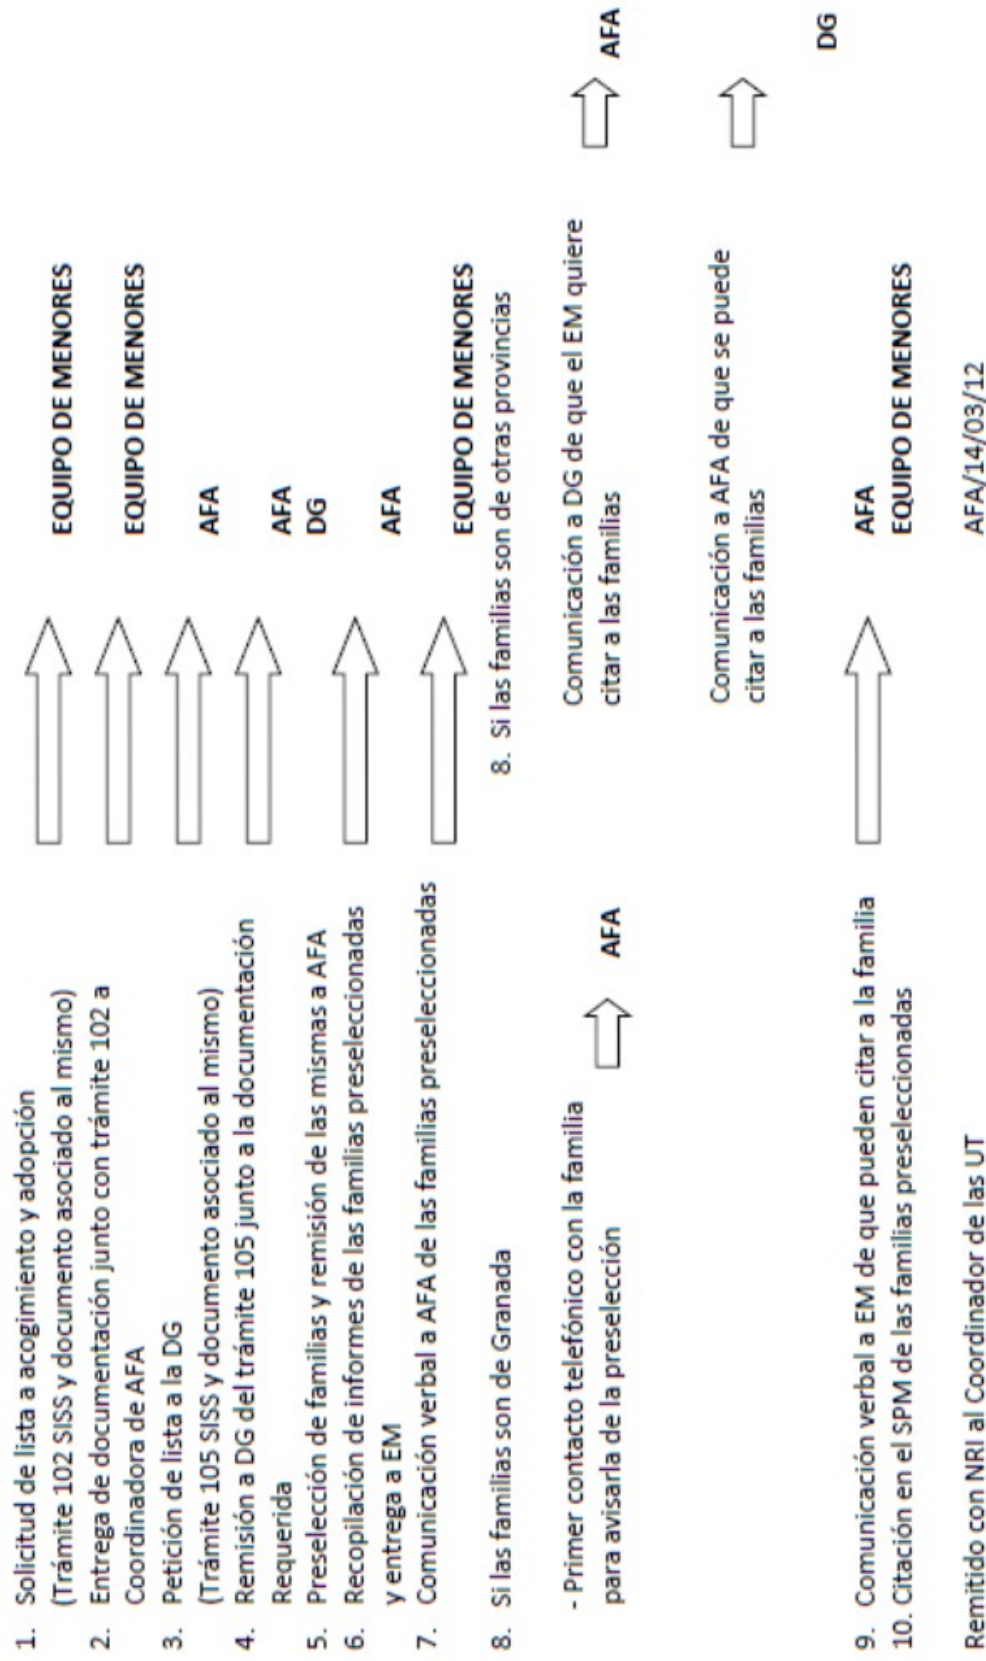 1. Solicitud de lista a acogimiento y adopción
(Trámite 102 SISS y documento asociado al mismo) EQUIPO DE MENORES
2. Entrega de documentación junto con trámite 102 a
Coordinadora de AFA EQUIPO DE MENORES
3. Petición de lista a la DG
(Trámite 105 SISS y documento asociado al mismo) AFA
4. Remisión a DG del trámite 105 junto a la documentación
Requerida AFA
5. Preselección de familias y remisión de las mismas a AFA DG
6. Recopilación de informes de las familias preseleccionadas
y entrega a EM AFA
7. Comunicación verbal a AFA de las familias preseleccionadas
EQUIPO DE MENORES
8. Si las familias son de Granada
- Primer contacto telefónico con la familia
para avisarla de la preselección AFA
8. Si las familias son de otras provincias
Comunicación a DG de que el EM quiere
citar a las familias AFA
Comunicación a AFA de que se puede
citar a las familias
DG
9. Comunicación verbal a EM de que pueden citar a la familia AFA
10. Citación en el SPM de las familias preseleccionadas EQUIPO DE MENORES
Remitido con NRI al Coordinador de las UT AFA/14/03/12